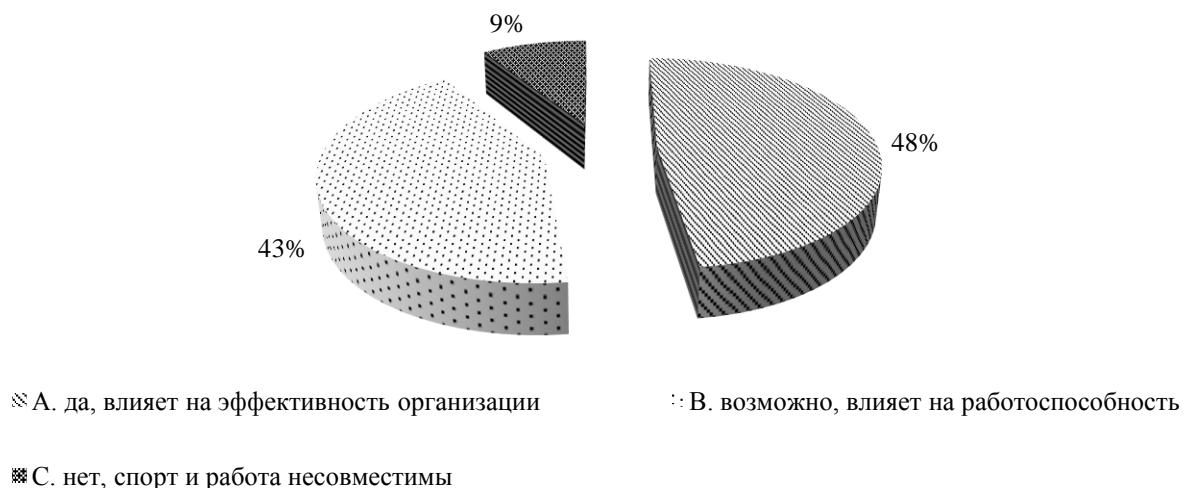 9%
48%
43%
А. да, влияет на эффективность организации
В. возможно, влияет на работоспособность
С. нет, спорт и работа несовместимы